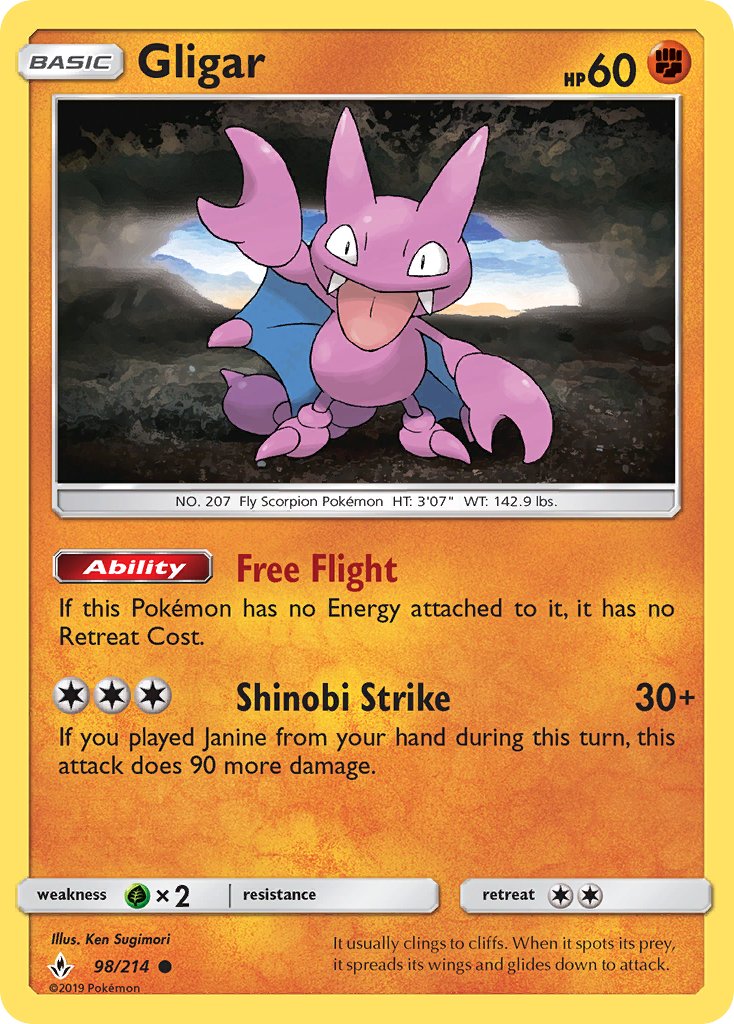 BASIC Gligar HP60
NO. 207 Fly Scorpion Pokémon HT: 3'07" WT: 142.9 lbs.
Ability Free Flight
If this Pokémon has no Energy attached to it, it has no
Retreat Cost.
Shinobi Strike 30+
If you played Janine from your hand during this turn, this
attack does 90 more damage.
weakness ×2 resistance retreat
Illus. Ken Sugimori
98/214
©2019 Pokémon
It usually clings to cliffs. When it spots its prey,
it spreads its wings and glides down to attack.